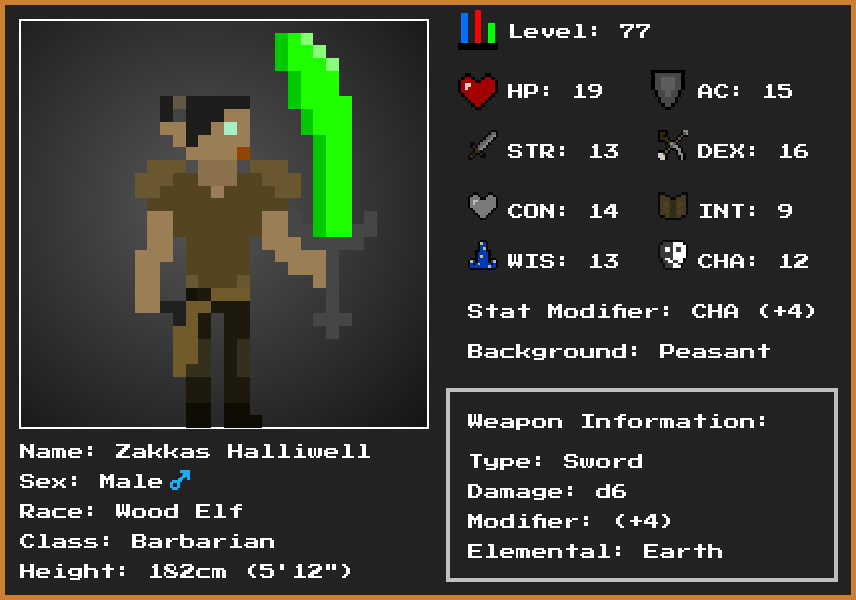 Level: 77
HP: 19
AC: 15
STR: 13
DEX: 16
CON: 14
INT: 9
WIS: 13
CHA: 12
Stat Modifier: CHA (+4)
Background: Peasant
Weapon Information:
Type: Sword
Damage: d6
Modifier: (+4)
Elemental: Earth
Name: Zakkas Halliwell
Sex: Male ♂
Race: Wood Elf
Class: Barbarian
Height: 182cm (5'12")